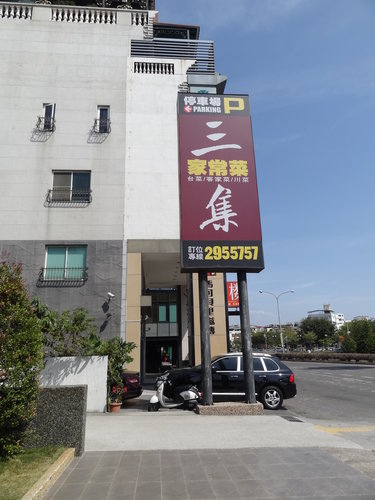 停車場 P
PARKING
三
家常菜
台菜/客家菜/川菜
集
訂位
專線 2955757